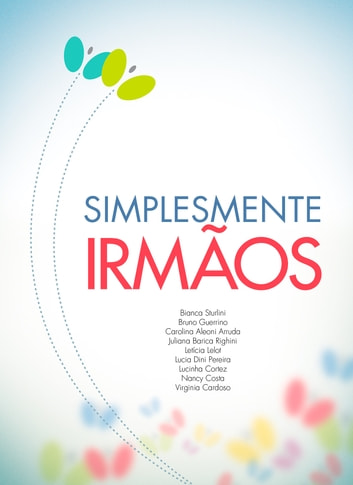 SIMPLESMENTE
IRMÃOS
Bianca Sturlini
Bruno Guerrino
Carolina Aleoni Arruda
Juliana Barica Righini
Letícia Lelot
Lucia Dini Pereira
Lucinha Cortez
Nancy Costa
Virginia Cardoso